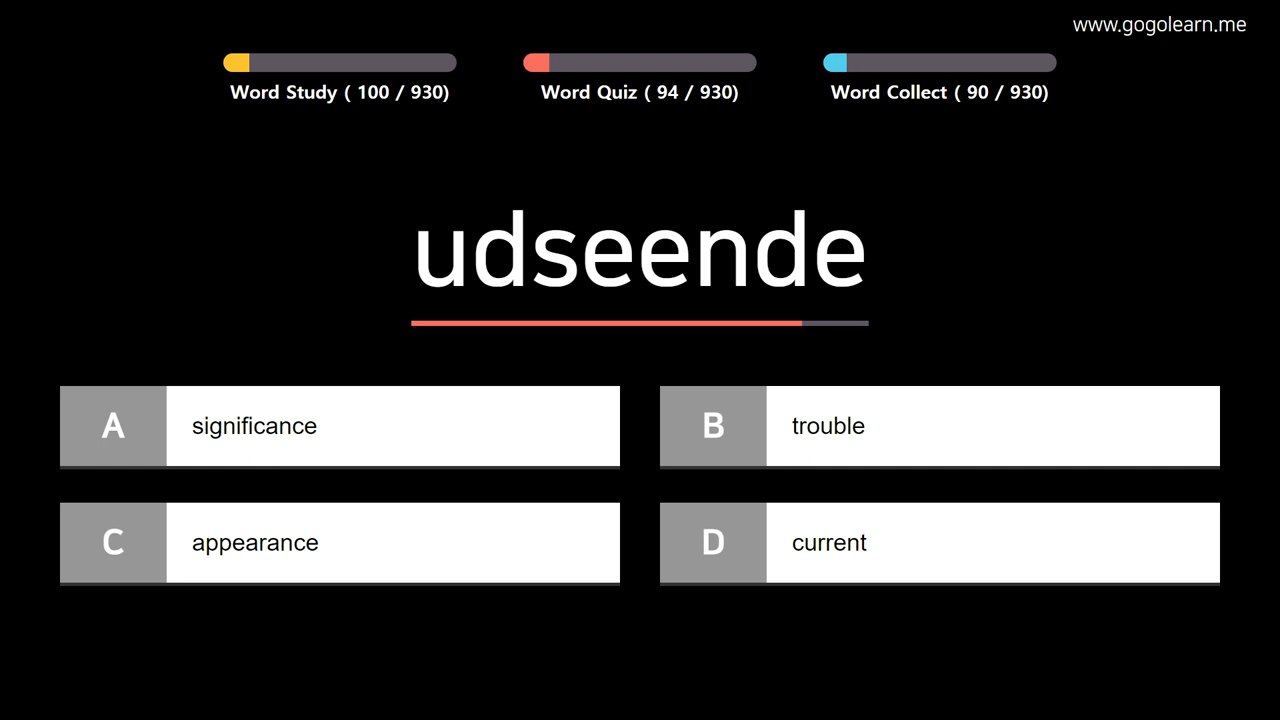 www.gogolearn.me
Word Study ( 100 / 930)
Word Quiz ( 94 / 930)
Word Collect ( 90 / 930)
udseende
A significance
B trouble
C appearance
D current